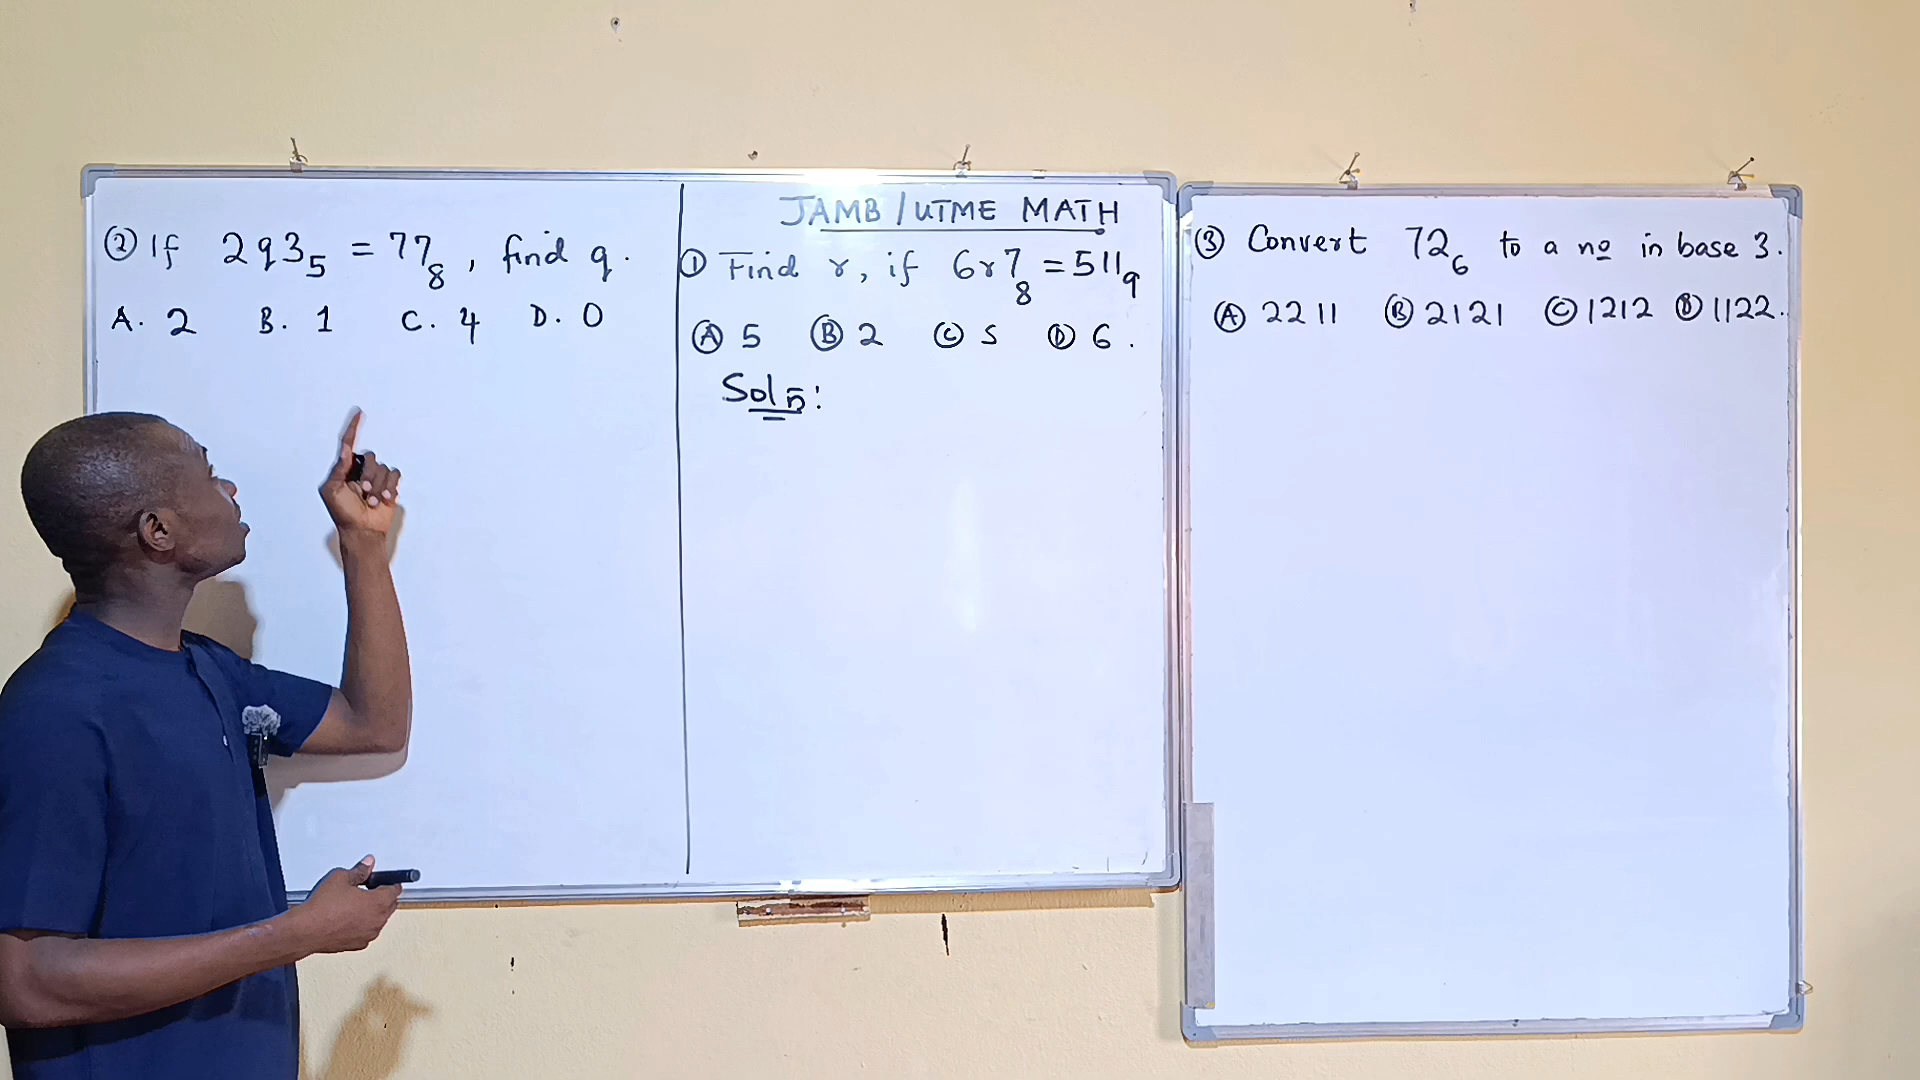 ② If 2q3₅ = 77₈, find q.
A. 2 B. 1 C. 4 D. 0
JAMB/UTME MATH
① Find r, if 6r7₈ = 511₉
Ⓐ 5 Ⓑ 2 Ⓒ 5 Ⓓ 6.
Solⁿ:
③ Convert 72₆ to a no in base 3.
Ⓐ 2211 Ⓑ 2121 Ⓒ 1212 Ⓓ 1122.